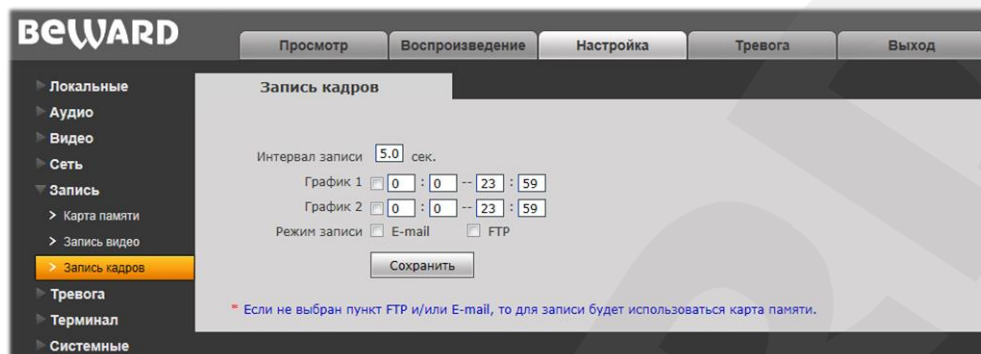 BEWARD
Просмотр Воспроизведение Настройка Тревога Выход
Локальные
Аудио
Видео
Сеть
Запись
Карта памяти
Запись видео
Запись кадров
Тревога
Терминал
Системные
Запись кадров
Интервал записи 5.0 сек.
График 1 0 : 0 -- 23 : 59
График 2 0 : 0 -- 23 : 59
Режим записи E-mail FTP
Сохранить
* Если не выбран пункт FTP и/или E-mail, то для записи будет использоваться карта памяти.